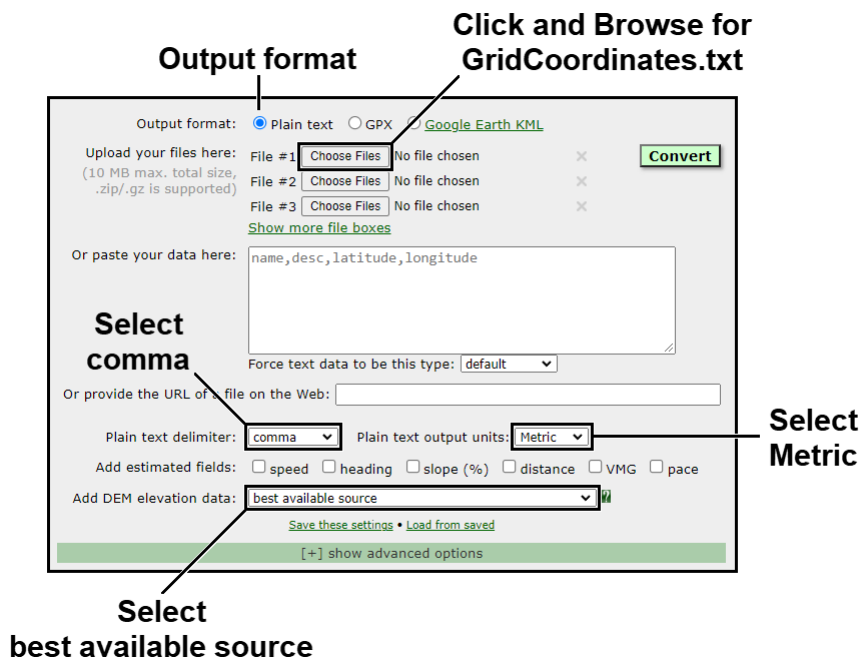 Click and Browse for
GridCoordinates.txt
Output format
Output format: Plain text GPX Google Earth KML
Upload your files here: File #1 Choose Files No file chosen × Convert
(10 MB max. total size,
.zip/.gz is supported)
File #2 Choose Files No file chosen ×
File #3 Choose Files No file chosen ×
Show more file boxes
Or paste your data here: name,desc,latitude,longitude
Select
comma
Force text data to be this type: default
Or provide the URL of a file on the Web:
Plain text delimiter: comma Plain text output units: Metric
Select
Metric
Add estimated fields: speed heading slope (%) distance VMG pace
Add DEM elevation data: best available source ?
Save these settings • Load from saved
[+] show advanced options
Select
best available source